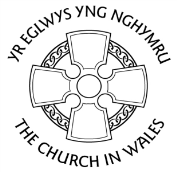 YR EGLWYS YNG NGHYMRU
THE CHURCH IN WALES